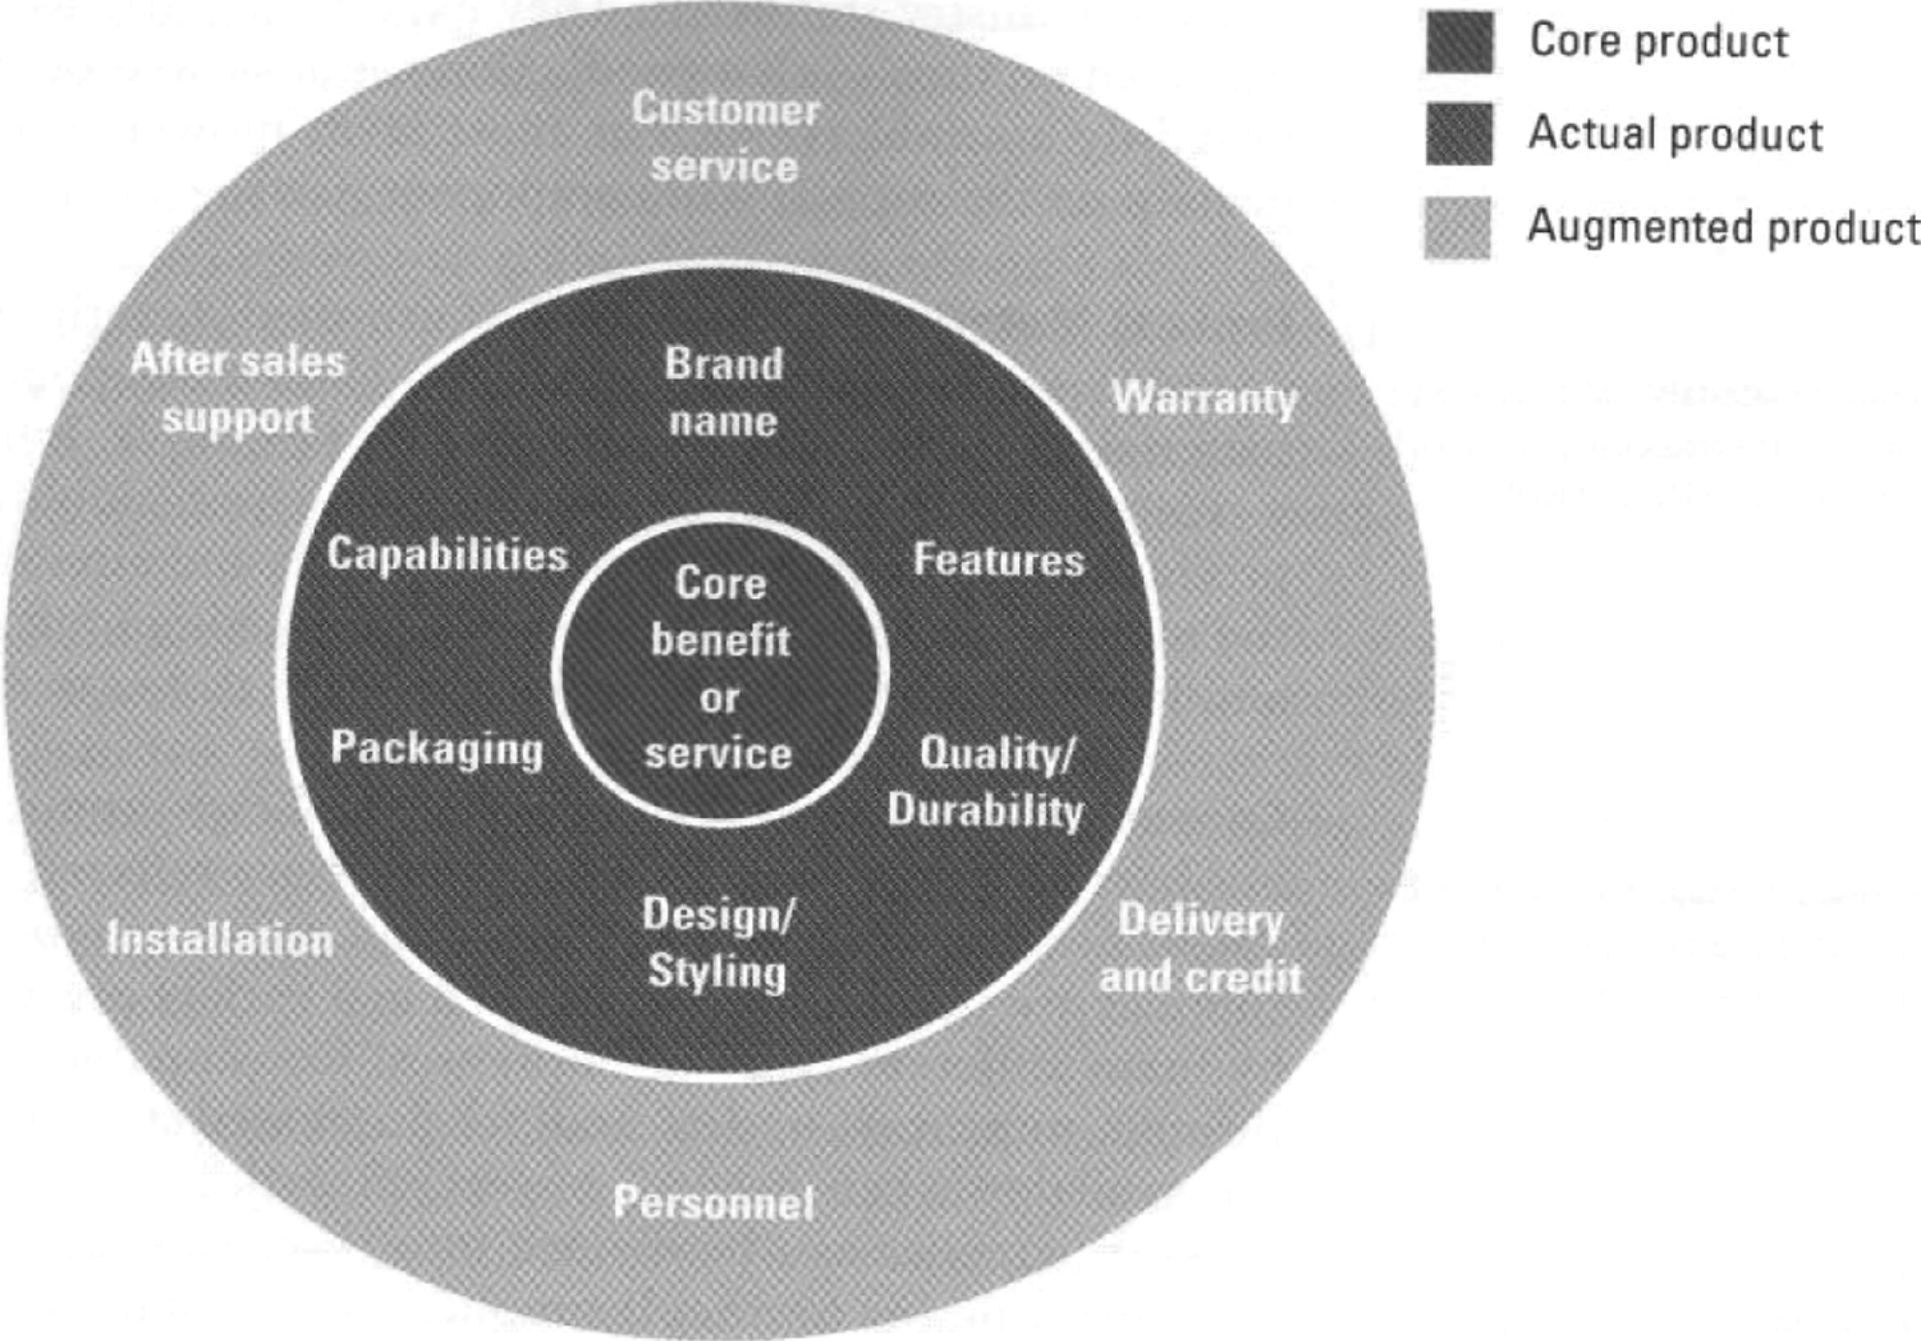 Core product
Actual product
Augmented product
Customer
service
After sales
support
Warranty
Brand
name
Capabilities
Features
Core
benefit
or
service
Packaging
Quality/
Durability
Design/
Styling
Installation
Delivery
and credit
Personnel